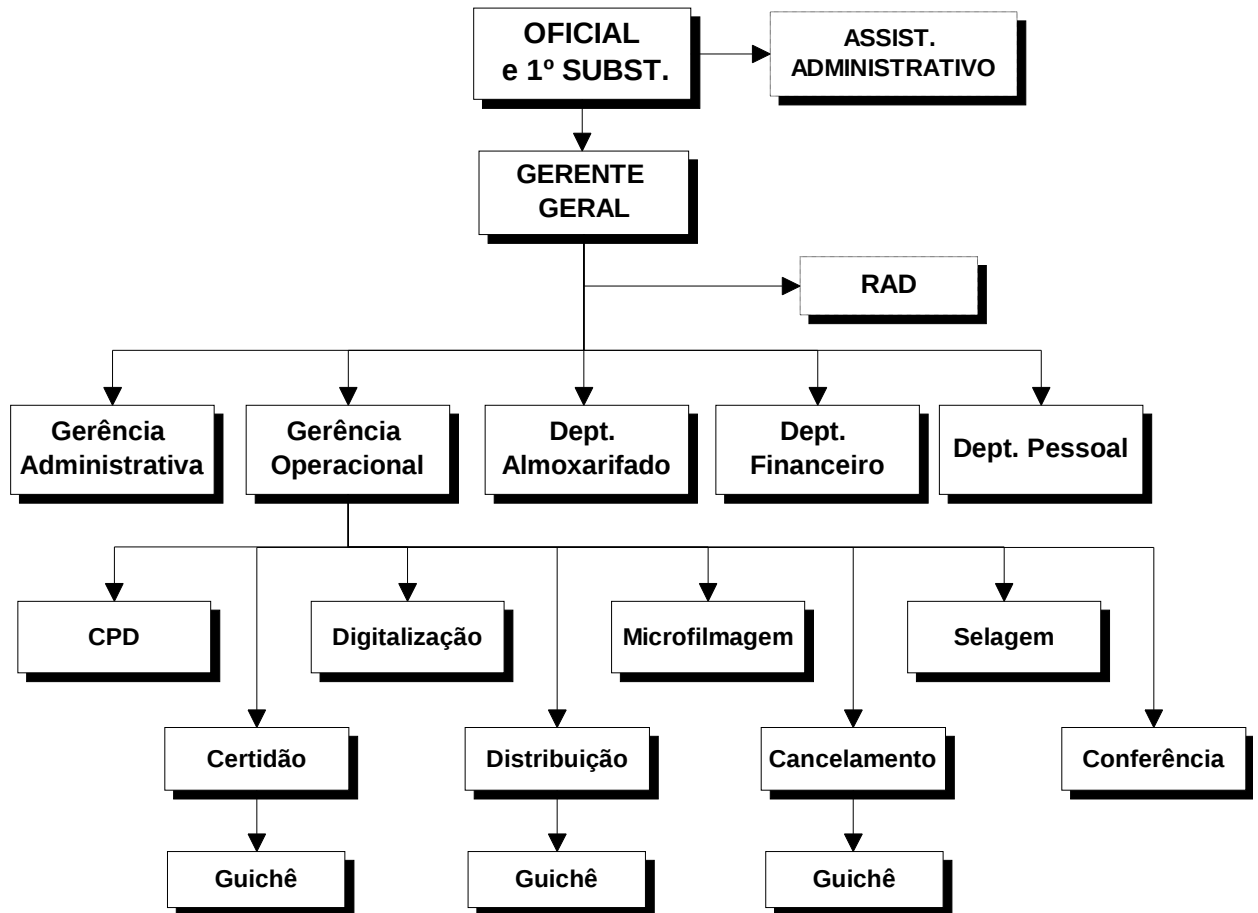 OFICIAL
e 1º SUBST.
ASSIST.
ADMINISTRATIVO
GERENTE
GERAL
RAD
Gerência
Administrativa
Gerência
Operacional
Dept.
Almoxarifado
Dept.
Financeiro
Dept. Pessoal
CPD
Digitalização
Microfilmagem
Selagem
Certidão
Distribuição
Cancelamento
Conferência
Guichê
Guichê
Guichê